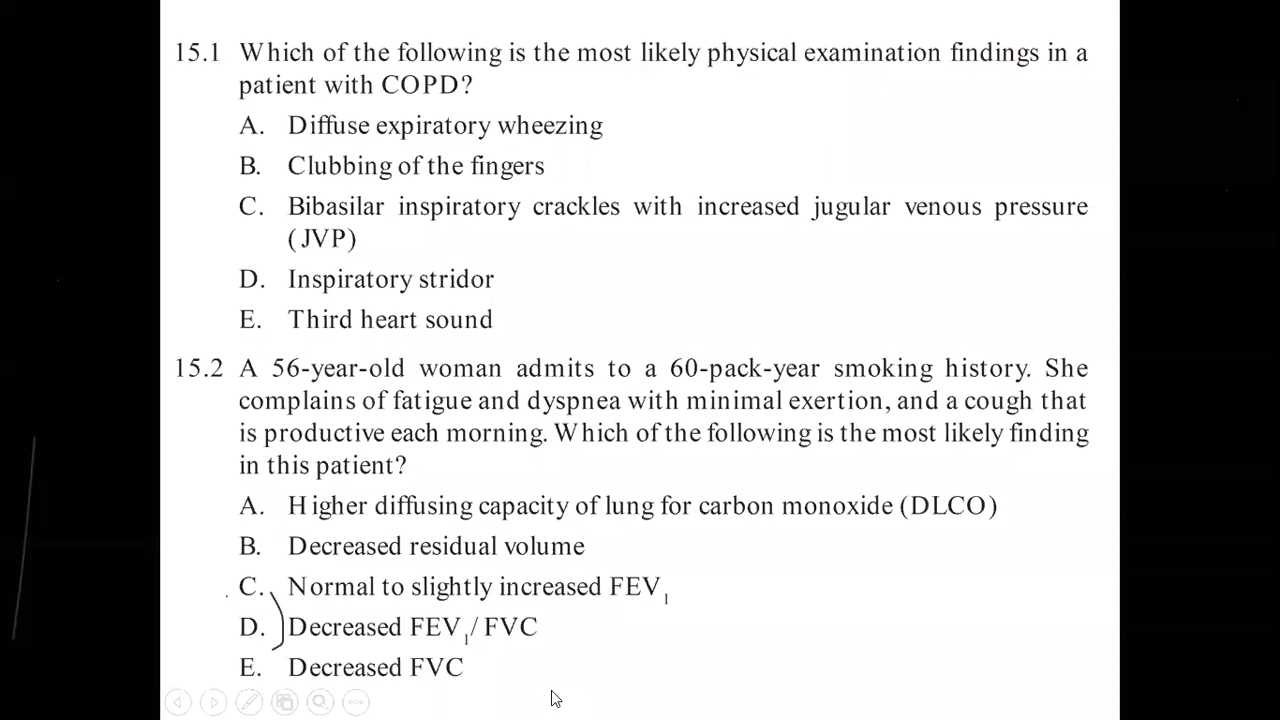 15.1 Which of the following is the most likely physical examination findings in a
patient with COPD?
A. Diffuse expiratory wheezing
B. Clubbing of the fingers
C. Bibasilar inspiratory crackles with increased jugular venous pressure
(JVP)
D. Inspiratory stridor
E. Third heart sound
15.2 A 56-year-old woman admits to a 60-pack-year smoking history. She
complains of fatigue and dyspnea with minimal exertion, and a cough that
is productive each morning. Which of the following is the most likely finding
in this patient?
A. Higher diffusing capacity of lung for carbon monoxide (DLCO)
B. Decreased residual volume
C. Normal to slightly increased FEV1
D. Decreased FEV1/FVC
E. Decreased FVC